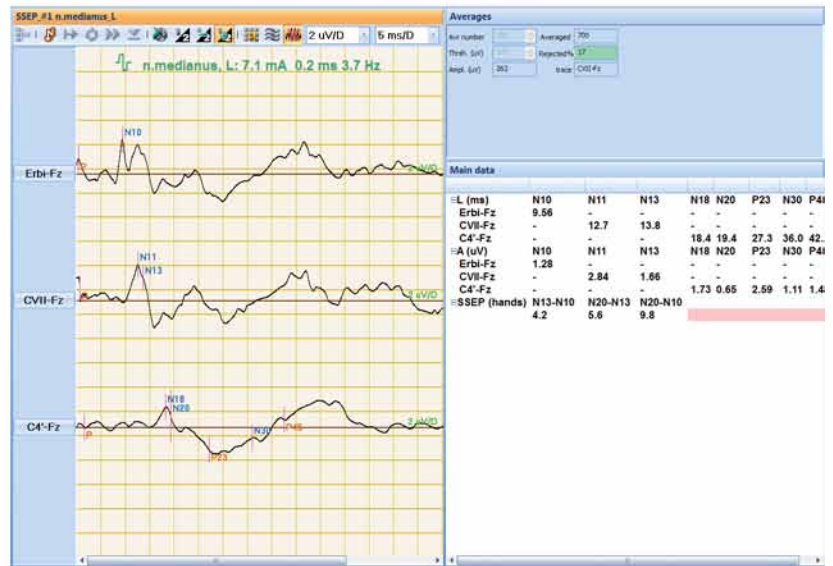 SSEP_#1 n.medianus_L
2 uV/D
5 ms/D
n.medianus, L: 7.1 mA 0.2 ms 3.7 Hz
N10
P
Erbi-Fz
2 uV/D
N11
N13
CVII-Fz
2 uV/D
N18
N20
C4'-Fz
2 uV/D
P
P23
N30
P45
Averages
Avr number
Averaged 700
Thresh. (uV)
Rejected% 17
Ampl. (uV) 262
trace CVII-Fz
Main data
L (ms) N10 N11 N13 N18 N20 P23 N30
Erbi-Fz 9.56 - - - - - - -
CVII-Fz - 12.7 13.8 - - - - -
C4'-Fz - - - 18.4 19.4 27.3 36.0 42.
A (uV) N10 N11 N13 N18 N20 P23 N30
Erbi-Fz 1.28 - - - - - - -
CVII-Fz - 2.84 1.66 - - - - -
C4'-Fz - - - 1.73 0.65 2.59 1.11
SSEP (hands) N13-N10 N20-N13 N20-N10
4.2 5.6 9.8